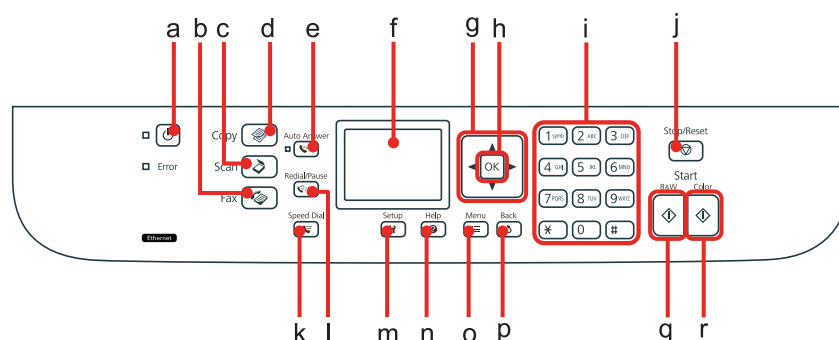 a b c d e f g h i j
Copy
Auto Answer
Stop/Reset
1 symb 2 ABC 3 DEF
Error
Scan
OK
4 GHI 5 JKL 6 MNO
Redial/Pause
Start
Fax
B&W Color
7 PQRS 8 TUV 9 WXYZ
Speed Dial
Setup Help Menu Back
* 0 #
Ethernet
k l m n o p q r